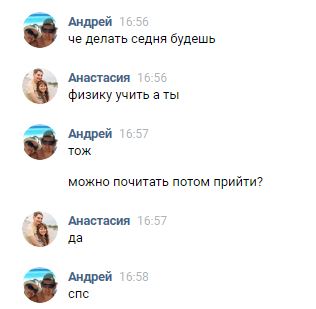 Андрей 16:56
че делать седня будешь
Анастасия 16:56
физику учить а ты
Андрей 16:57
тож
можно почитать потом прийти?
Анастасия 16:57
да
Андрей 16:58
спс